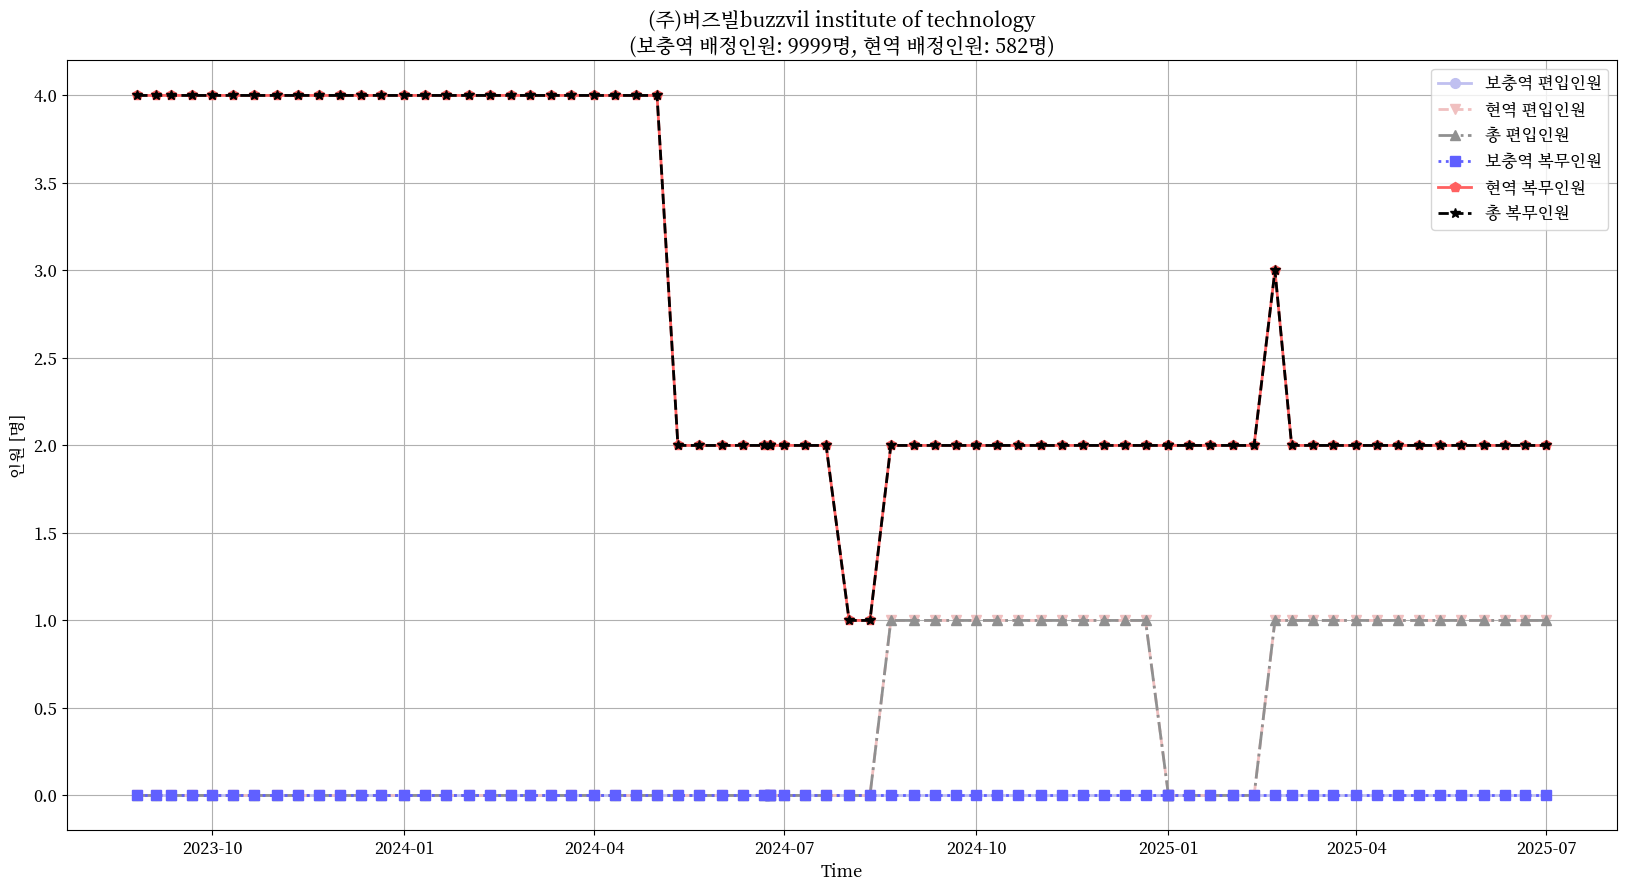 (주)버즈빌buzzvil institute of technology
(보충역 배정인원: 9999명, 현역 배정인원: 582명)
보충역 편입인원
현역 편입인원
총 편입인원
보충역 복무인원
현역 복무인원
총 복무인원
인원 [명]
4.0
3.5
3.0
2.5
2.0
1.5
1.0
0.5
0.0
2023-10
2024-01
2024-04
2024-07
2024-10
2025-01
2025-04
2025-07
Time